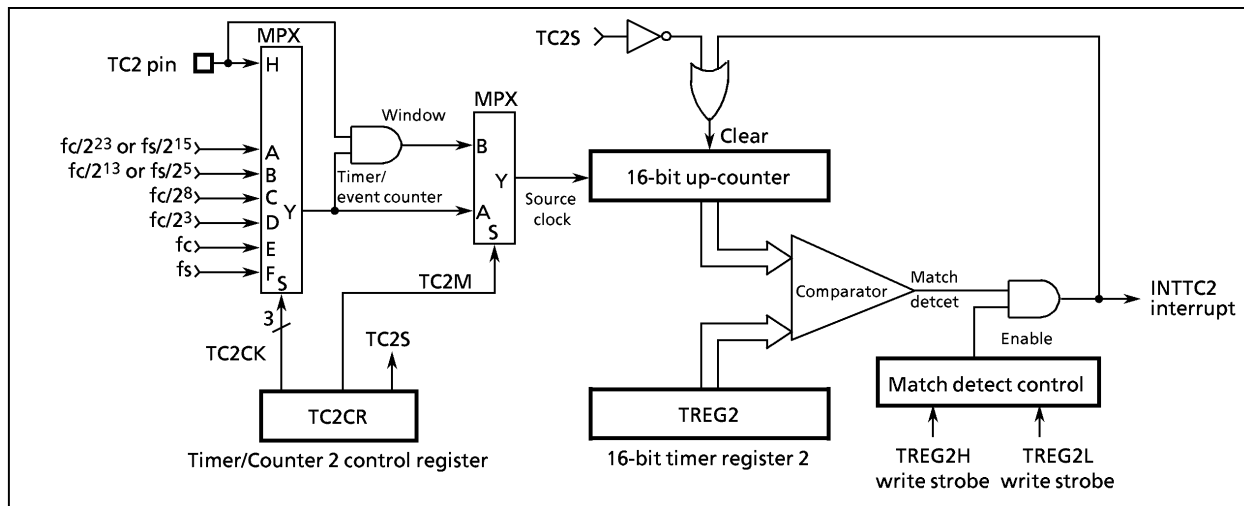 MPX
TC2 pin
H
fc/2²³ or fs/2¹⁵
A
fc/2¹³ or fs/2⁵
B
fc/2⁸
C
Y
fc/2³
D
fc
E
fs
F
S
3
TC2CK
Window
Timer/
event counter
MPX
B
Y
A
S
TC2M
TC2S
TC2CR
Timer/Counter 2 control register
Source
clock
TC2S
Clear
16-bit up-counter
Comparator
Match
detcet
Enable
INTTC2
interrupt
Match detect control
TREG2
16-bit timer register 2
TREG2H
write strobe
TREG2L
write strobe